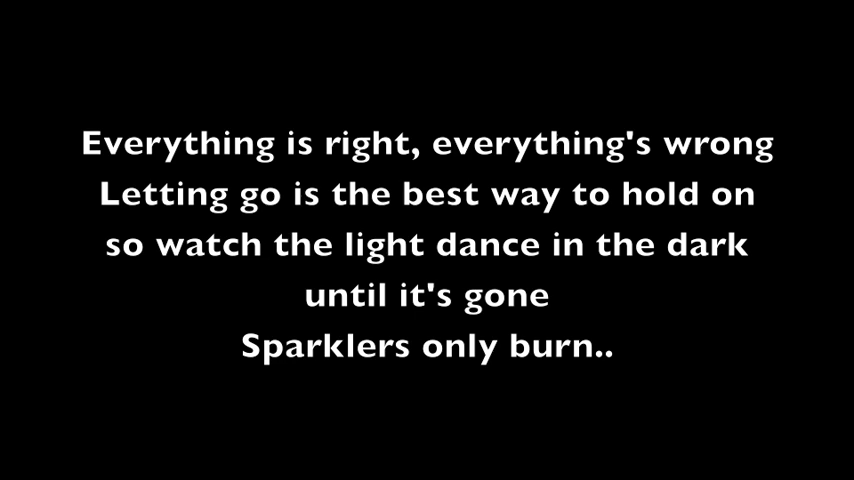 Everything is right, everything's wrong
Letting go is the best way to hold on
so watch the light dance in the dark
until it's gone
Sparklers only burn..